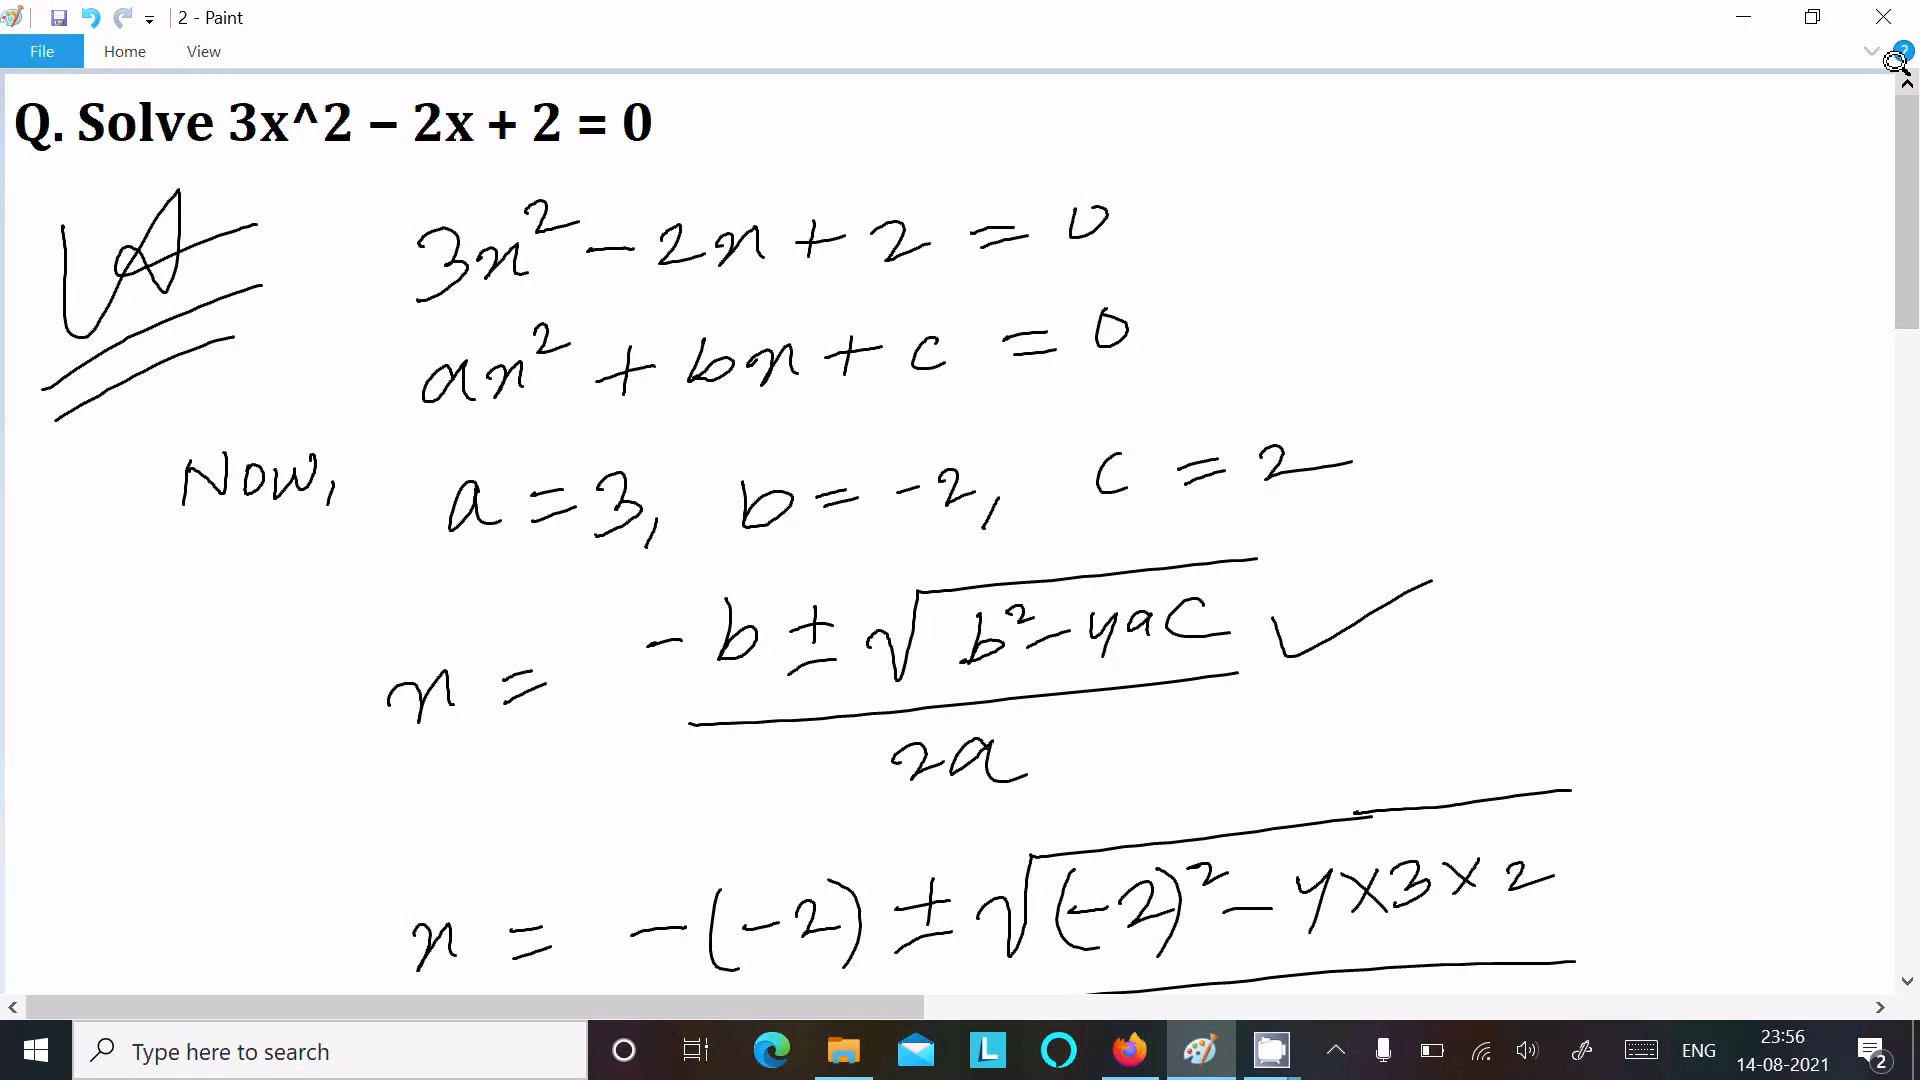 2 - Paint
File Home View
Q. Solve 3x^2 – 2x + 2 = 0
3x² - 2x + 2 = 0
ax² + bx + c = 0
Now, a = 3, b = -2, c = 2
x = -b ± √(b² - 4ac)
2a
x = -(-2) ± √((-2)² - 4×3×2)
Type here to search
ENG
23:56
14-08-2021
2